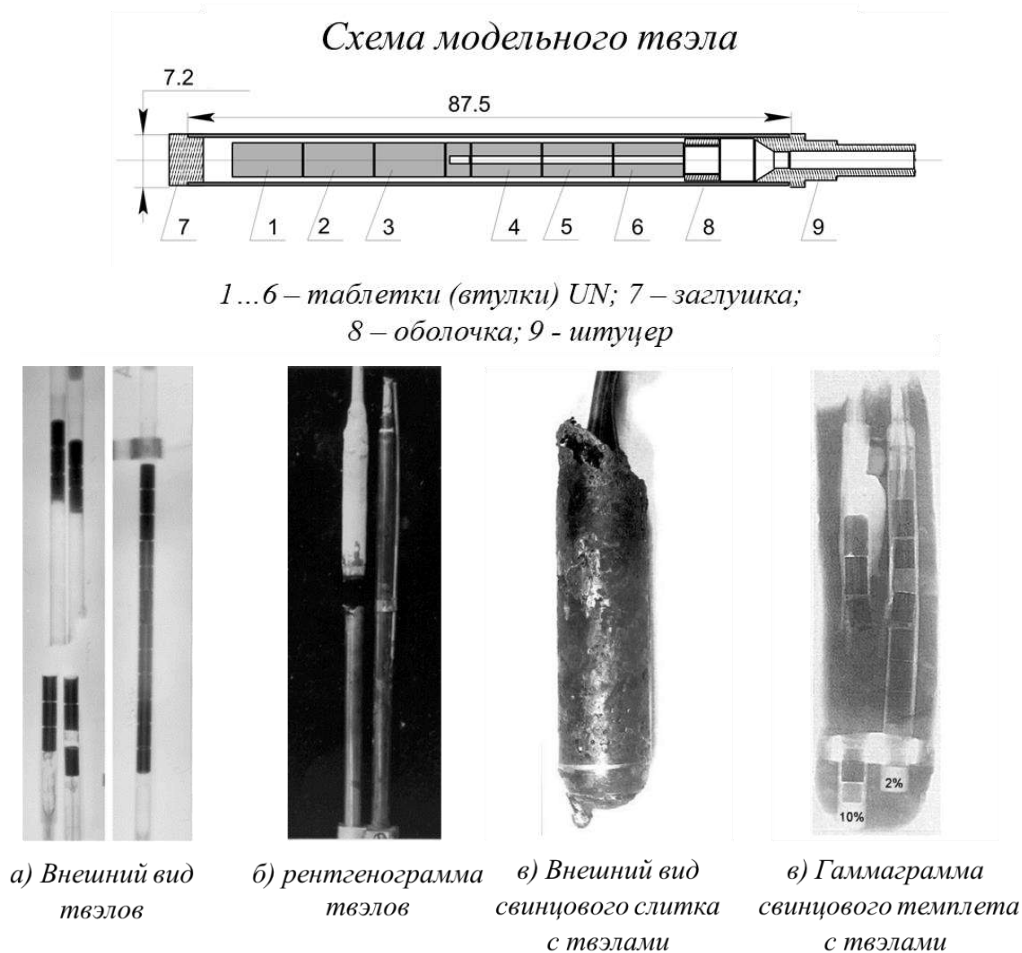 Схема модельного твэла
7.2
87.5
7 1 2 3 4 5 6 8 9
1...6 – таблетки (втулки) UN; 7 – заглушка;
8 – оболочка; 9 - штуцер
10%
2%
а) Внешний вид
твэлов
б) рентгенограмма
твэлов
в) Внешний вид
свинцового слитка
с твэлами
в) Гаммаграмма
свинцового темплета
с твэлами